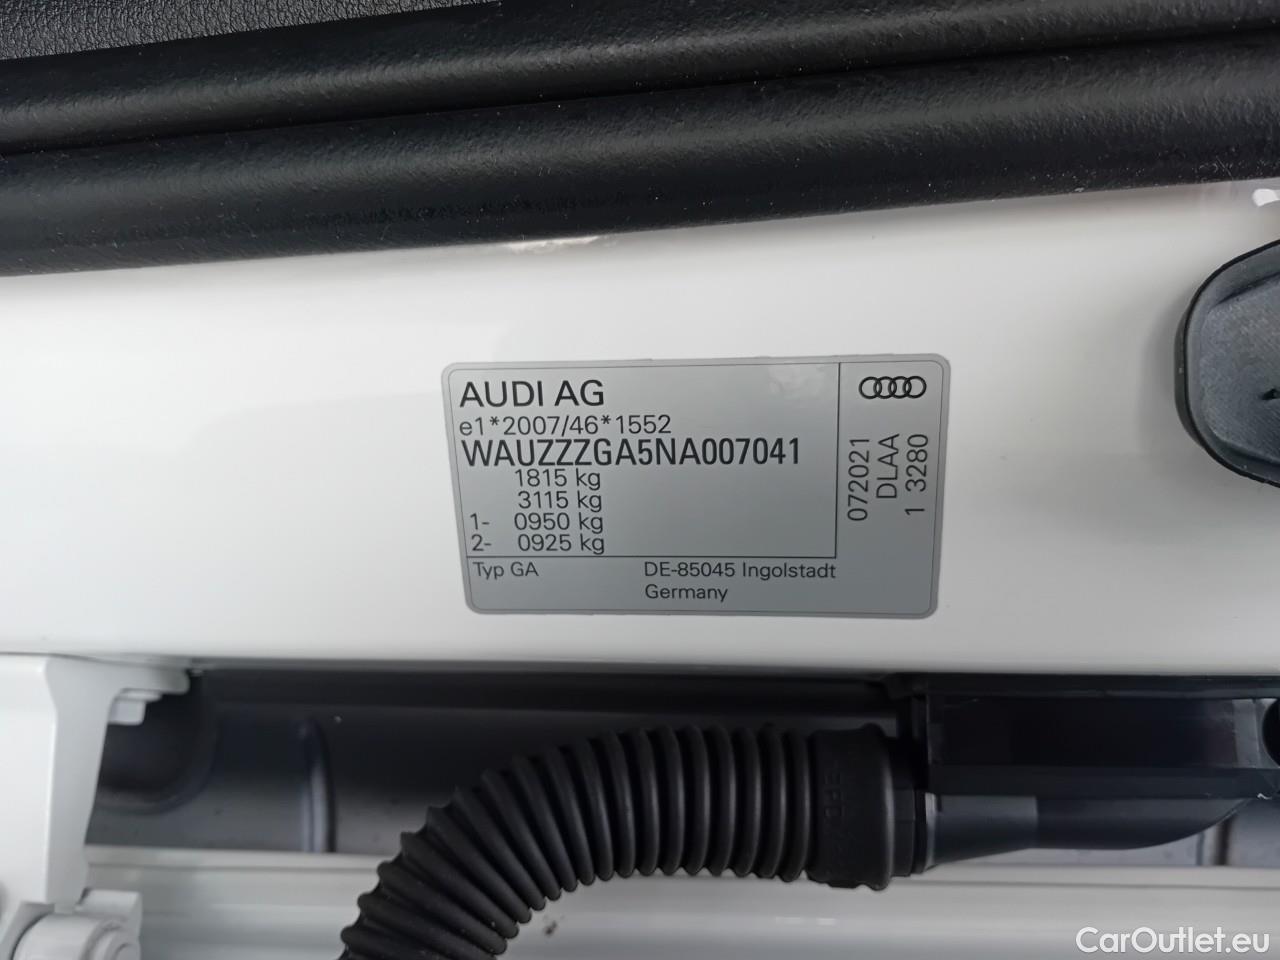 AUDI AG
e1*2007/46*1552
WAUZZZGA5NA007041
1815 kg
3115 kg
1- 0950 kg
2- 0925 kg
Typ GA DE-85045 Ingolstadt
Germany
072021
DLAA
1 3280
CarOutlet.eu